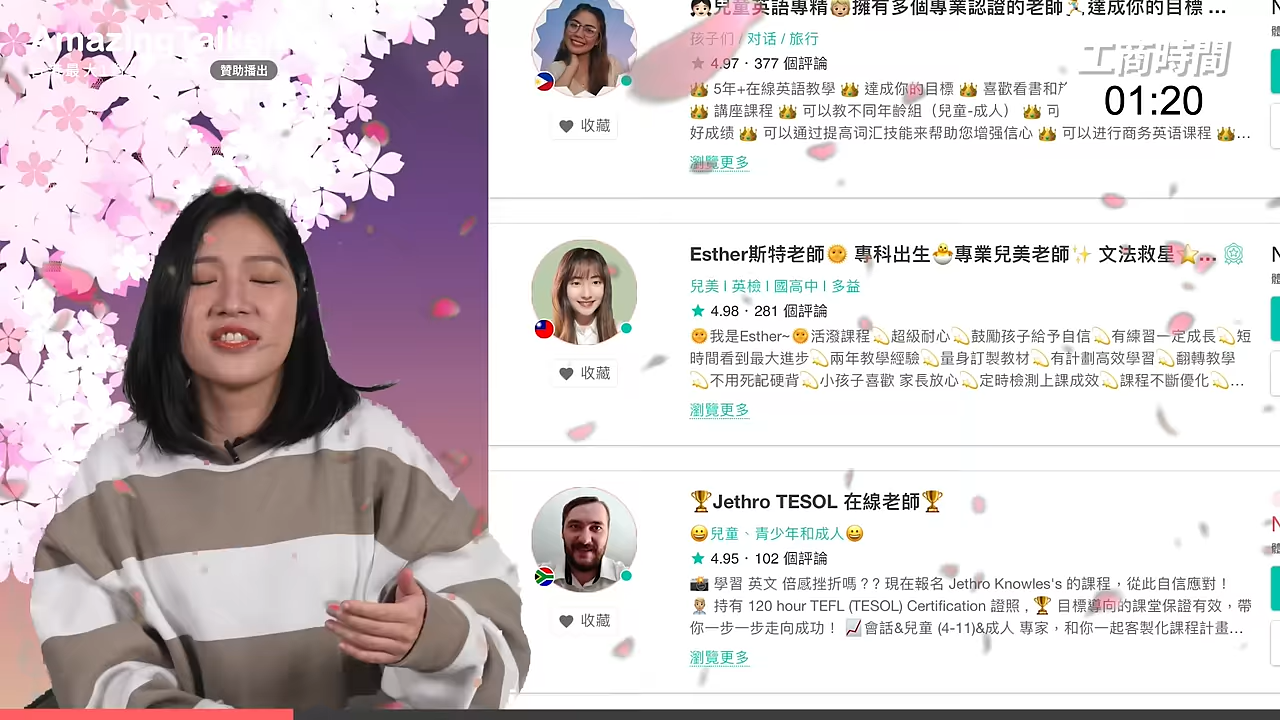 Amazing Talker
贊助播出
工商時間
01:20
👧🏻兒童英語專精👦🏼擁有多個專業認證的老師🏃‍♂️達成你的目標 ...
孩子们 / 对话 / 旅行
★ 4.97 · 377 個評論
👑 5年+在線英語教學 👑 達成你的目標 👑 喜歡看書和
👑 講座課程 👑 可以教不同年齡組（兒童-成人） 👑 可
好成绩 👑 可以通过提高词汇技能来帮助您增强信心 👑 可以进行商务英语课程 👑...
瀏覽更多
收藏
Esther斯特老師🌞 專科出生🐣專業兒美老師✨ 文法救星⭐...
兒美 l 英檢 l 國高中 l 多益
★ 4.98 · 281 個評論
🌞我是Esther~🌞活潑課程💫超級耐心💫鼓勵孩子給予自信💫有練習一定成長💫短
時間看到最大進步💫兩年教學經驗💫量身訂製教材💫有計劃高效學習💫翻轉教學
💫不用死記硬背💫小孩子喜歡 家長放心💫定時檢測上課成效💫課程不斷優化💫...
瀏覽更多
收藏
🏆Jethro TESOL 在線老師🏆
😀兒童、青少年和成人😀
★ 4.95 · 102 個評論
📸 學習 英文 倍感挫折嗎？? 現在報名 Jethro Knowles's 的課程，從此自信應對！
👨🏼‍⚕️ 持有 120 hour TEFL (TESOL) Certification 證照 , 🏆 目標導向的課堂保證有效，帶
你一步一步走向成功！ 📈會話&兒童 (4-11)&成人 專家，和你一起客製化課程計畫...
瀏覽更多
收藏